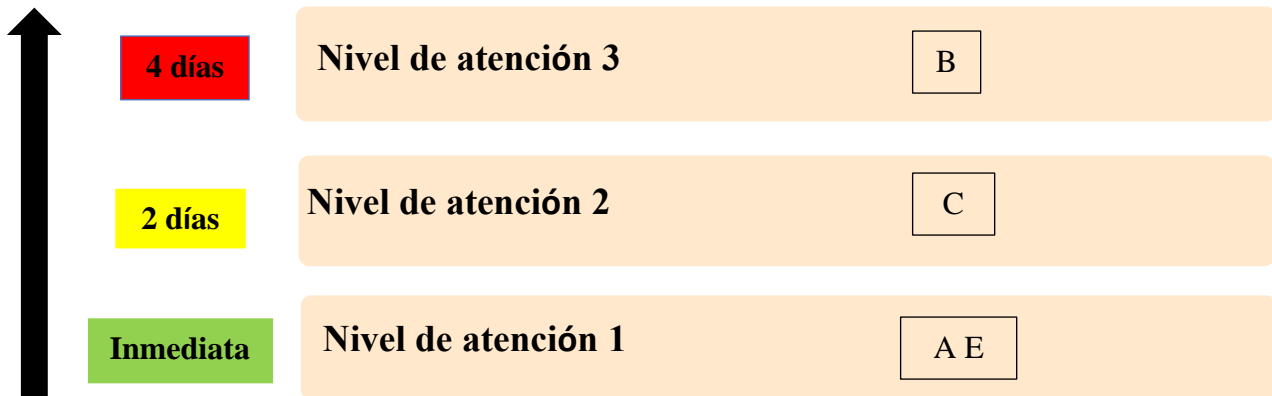 4 días Nivel de atención 3 B
2 días Nivel de atención 2 C
Inmediata Nivel de atención 1 A E